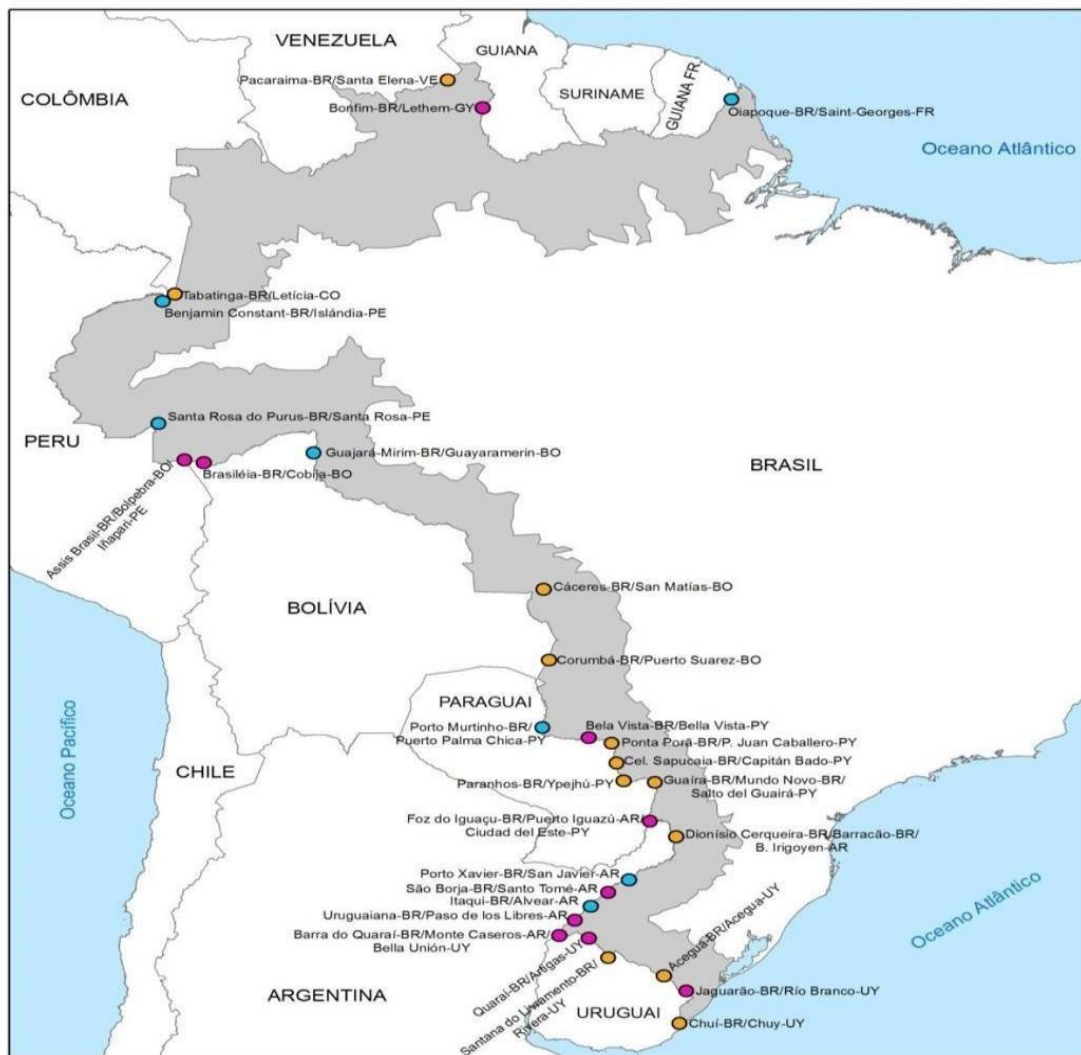 VENEZUELA
GUIANA
Pacaraima-BR/Santa Elena-VE
COLÔMBIA
SURINAME
GUIANA FR.
Bonfim-BR/Lethem-GY
Oiapoque-BR/Saint-Georges-FR
Oceano Atlântico
Tabatinga-BR/Letícia-CO
Benjamin Constant-BR/Islándia-PE
Santa Rosa do Purus-BR/Santa Rosa-PE
PERU
Guajará-Mirim-BR/Guayaramerin-BO
BRASIL
Brasiléia-BR/Cobija-BO
Assis Brasil-BR/Bolpebra-BO/
Iñapari-PE
Cáceres-BR/San Matías-BO
BOLÍVIA
Corumbá-BR/Puerto Suarez-BO
PARAGUAI
Porto Murtinho-BR/
Puerto Palma Chica-PY
Bela Vista-BR/Bella Vista-PY
Ponta Porã-BR/P. Juan Caballero-PY
Cel. Sapucaia-BR/Capitán Bado-PY
Oceano Pacífico
CHILE
Paranhos-BR/Ypejhú-PY
Guaíra-BR/Mundo Novo-BR/
Salto del Guairá-PY
Foz do Iguaçu-BR/Puerto Iguazú-AR/
Ciudad del Este-PY
Dionísio Cerqueira-BR/Barracão-BR/
B. Irigoyen-AR
Porto Xavier-BR/San Javier-AR
São Borja-BR/Santo Tomé-AR
Itaqui-BR/Alvear-AR
Uruguaiana-BR/Paso de los Libres-AR
Barra do Quaraí-BR/Monte Caseros-AR/
Bella Unión-UY
Quaraí-BR/Artigas-UY
Santana do Livramento-BR/
Rivera-UY
Aceguá-BR/Acegua-UY
Oceano Atlântico
Jaguarão-BR/Río Branco-UY
ARGENTINA
URUGUAI
Chuí-BR/Chuy-UY